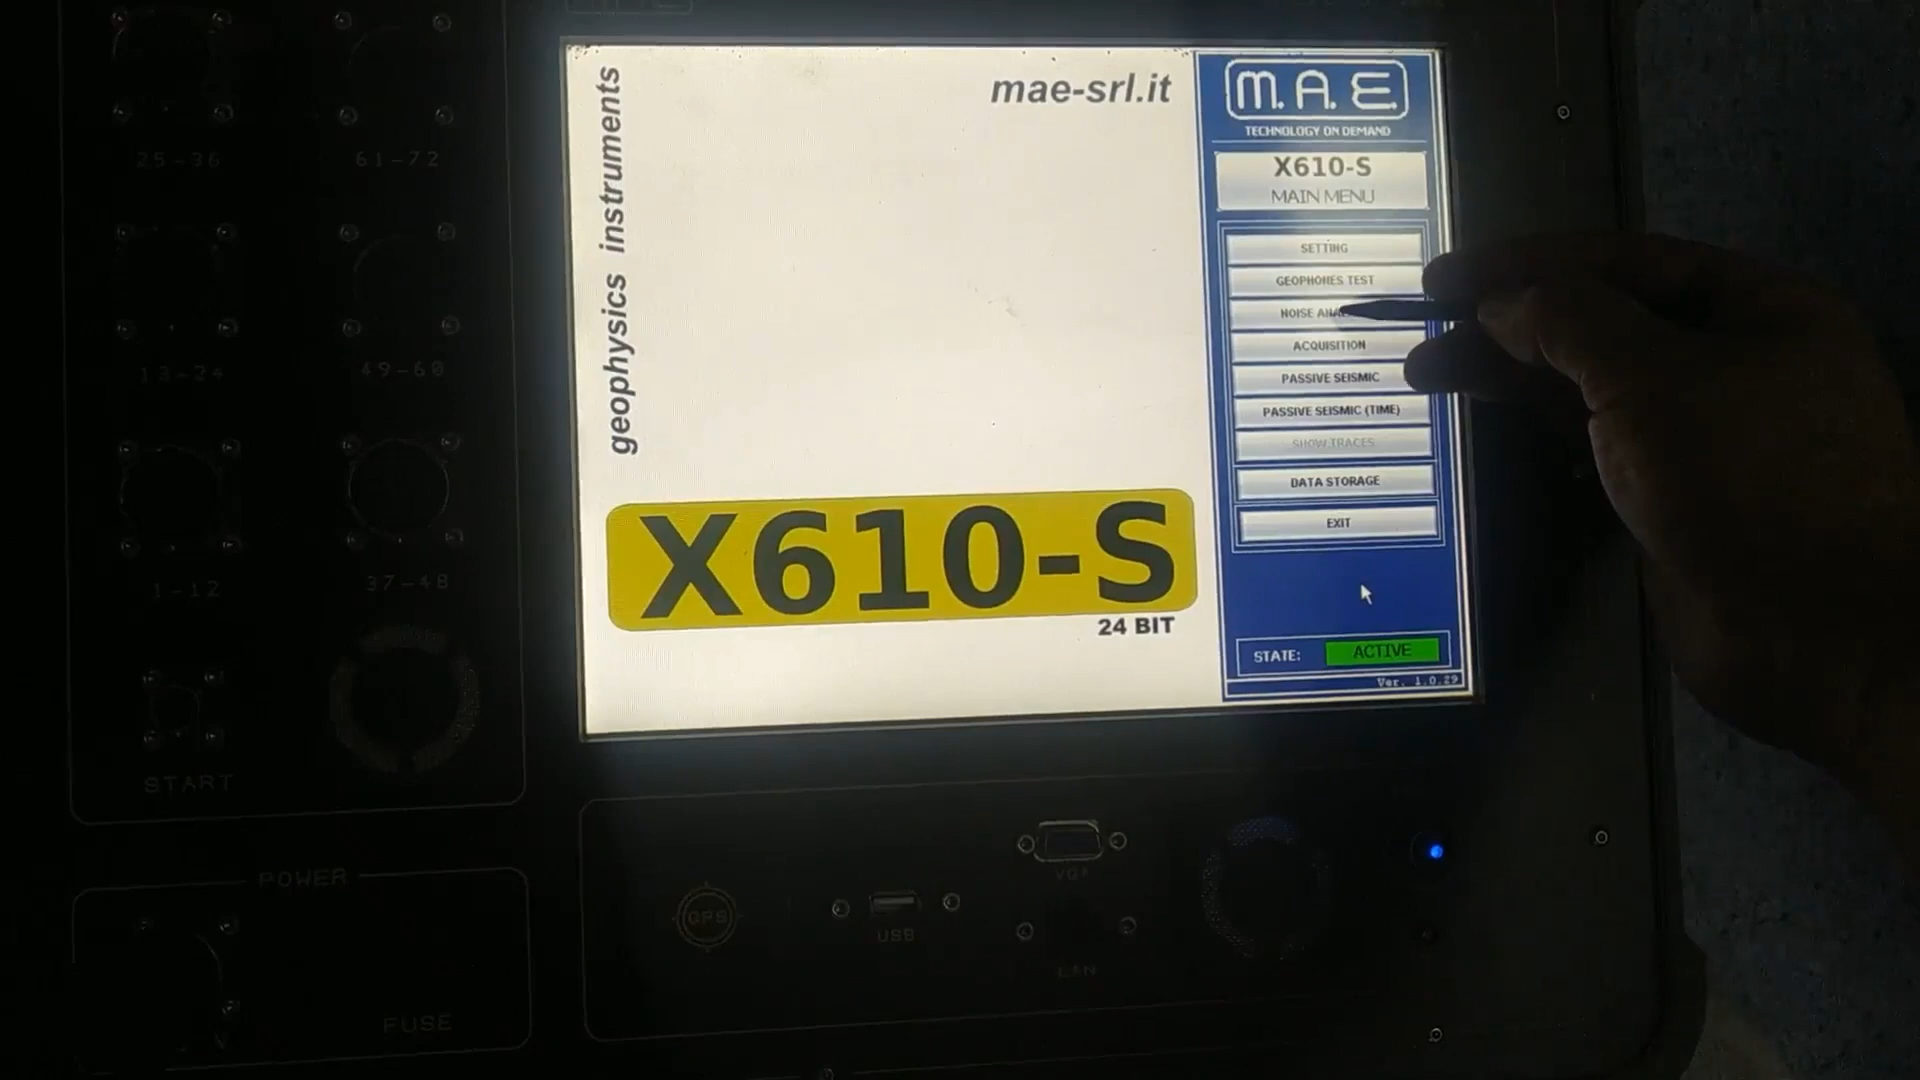 25-36
61-72
13-24
49-60
1-12
37-48
START
POWER
FUSE
geophysics instruments
mae-srl.it
X610-S
24 BIT
M.A.E.
TECHNOLOGY ON DEMAND
X610-S
MAIN MENU
SETTING
GEOPHONES TEST
NOISE
ACQUISITION
PASSIVE SEISMIC
PASSIVE SEISMIC (TIME)
SHOW TRACES
DATA STORAGE
EXIT
STATE: ACTIVE
Ver. 1.0.29
GPS
USB
VGA
LAN